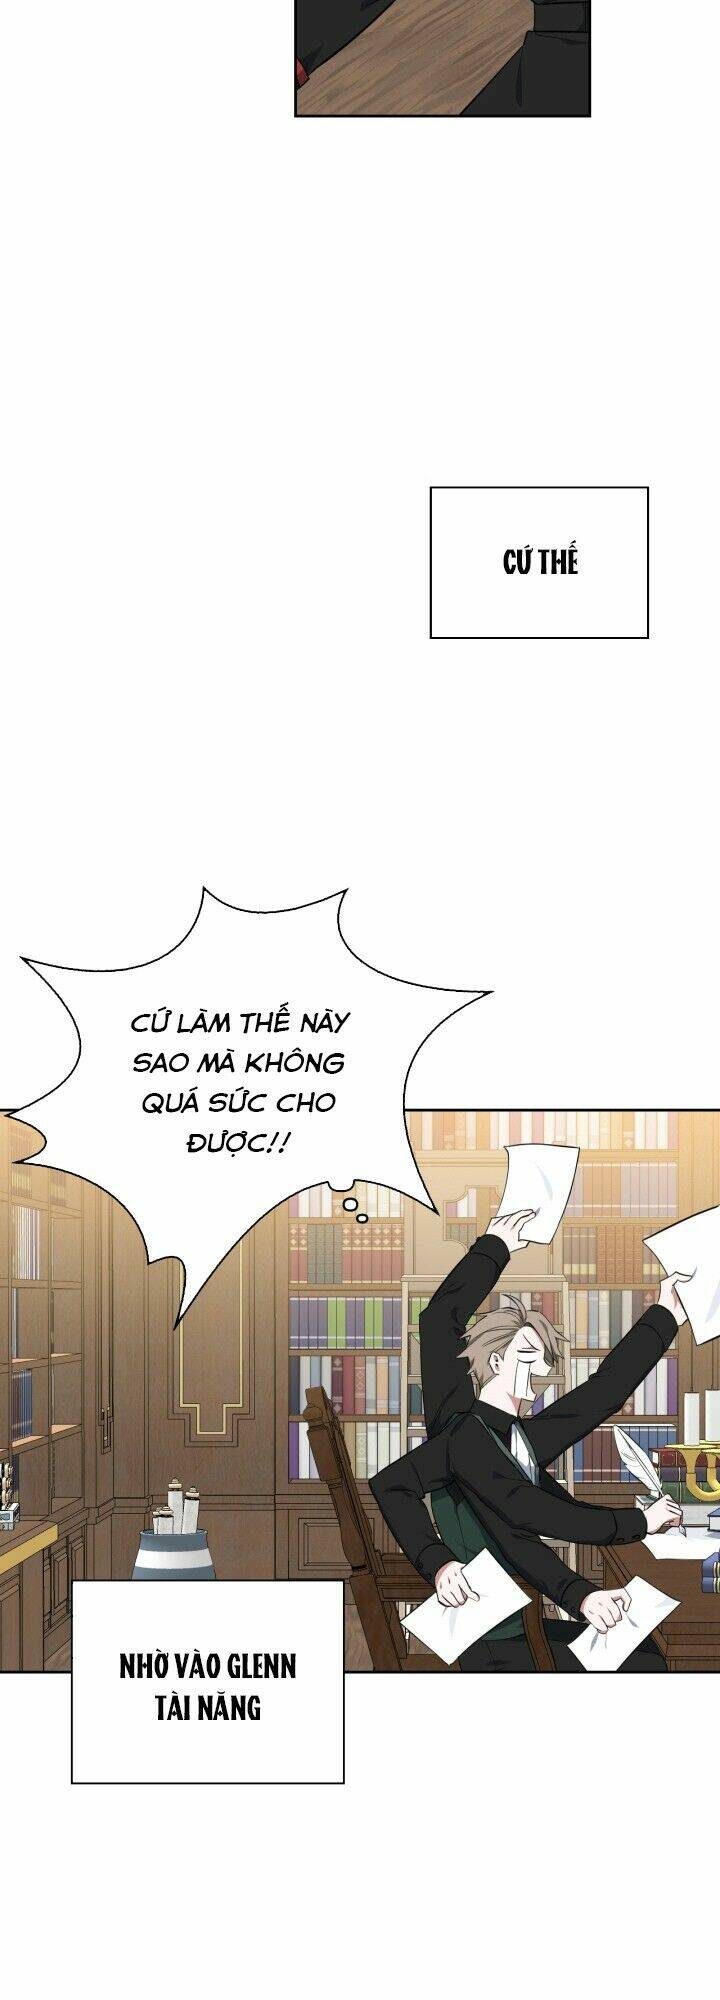 CỨ THẾ
CỨ LÀM THẾ NÀY
SAO MÀ KHÔNG
QUÁ SỨC CHO
ĐƯỢC!!
NHỜ VÀO GLENN
TÀI NĂNG